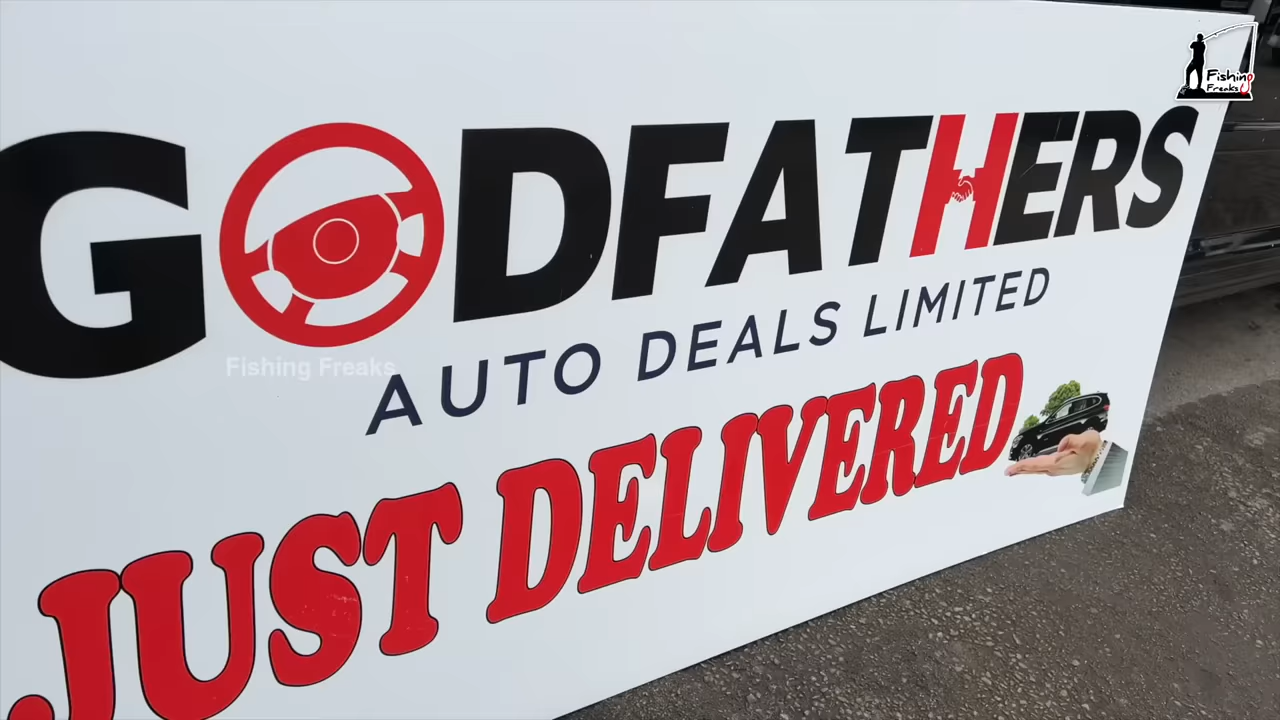 Fishing
Freaks
GODFATHERS
AUTO DEALS LIMITED
Fishing Freaks
JUST DELIVERED